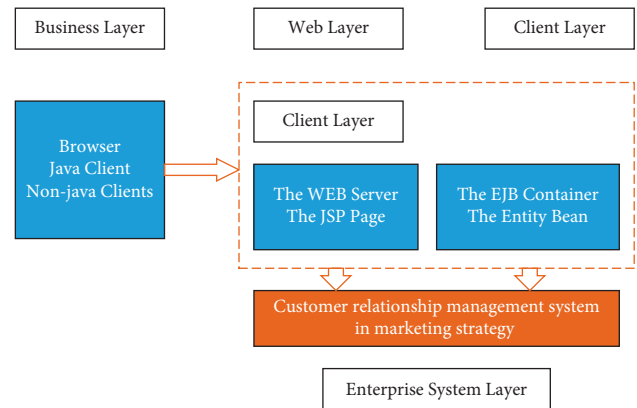 Business Layer
Web Layer
Client Layer
Browser
Java Client
Non-java Clients
Client Layer
The WEB Server
The JSP Page
The EJB Container
The Entity Bean
Customer relationship management system
in marketing strategy
Enterprise System Layer